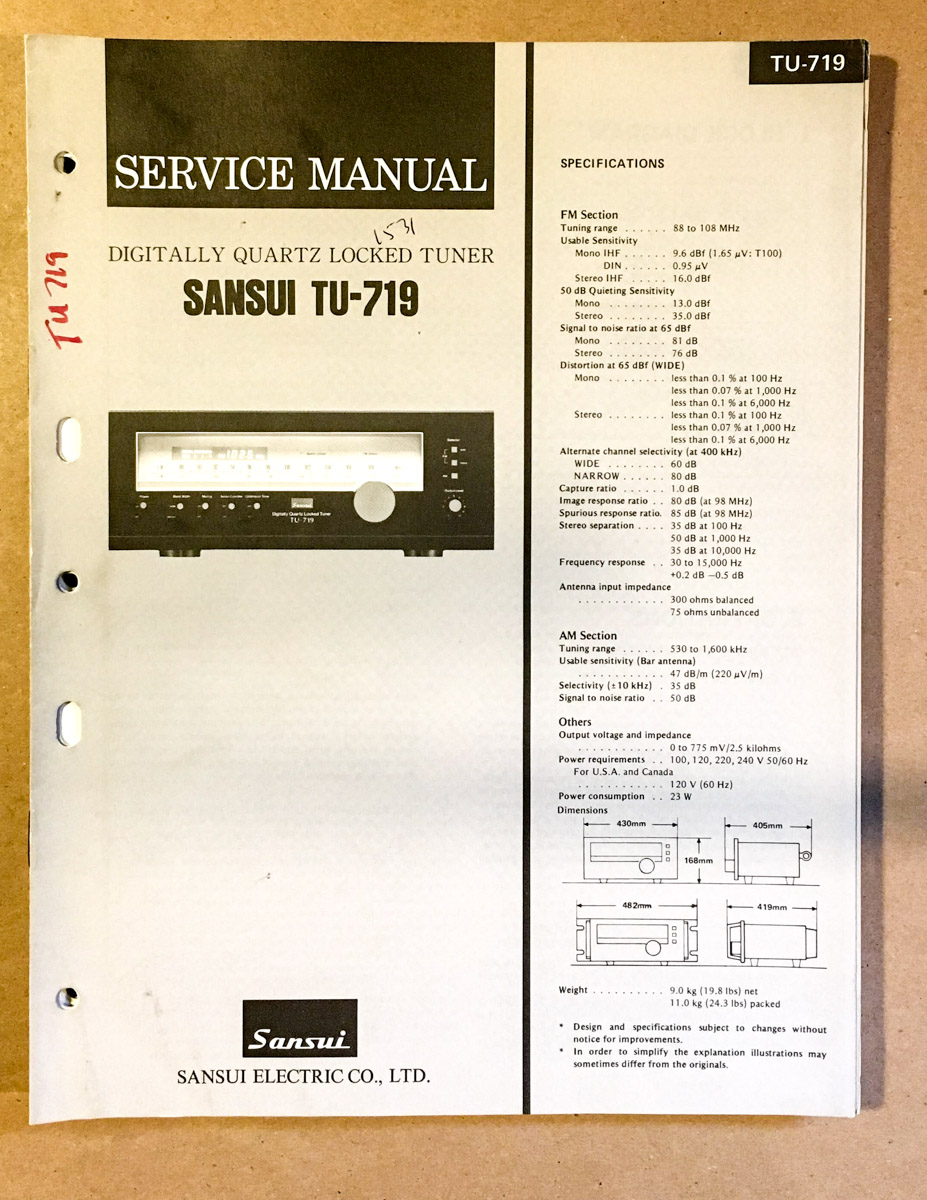 SERVICE MANUAL
1531
DIGITALLY QUARTZ LOCKED TUNER
SANSUI TU-719
TU 719
Sansui
Digitally Quartz Locked Tuner
TU-719
Sansui
SANSUI ELECTRIC CO., LTD.
TU-719
SPECIFICATIONS
FM Section
Tuning range . . . . . . 88 to 108 MHz
Usable Sensitivity
Mono IHF . . . . . . 9.6 dBf (1.65 μV: T100)
DIN . . . . . . 0.95 μV
Stereo IHF . . . . . 16.0 dBf
50 dB Quieting Sensitivity
Mono . . . . . . . . 13.0 dBf
Stereo . . . . . . . . 35.0 dBf
Signal to noise ratio at 65 dBf
Mono . . . . . . . . 81 dB
Stereo . . . . . . . . 76 dB
Distortion at 65 dBf (WIDE)
Mono . . . . . . . . less than 0.1 % at 100 Hz
less than 0.07 % at 1,000 Hz
less than 0.1 % at 6,000 Hz
Stereo . . . . . . . . less than 0.1 % at 100 Hz
less than 0.07 % at 1,000 Hz
less than 0.1 % at 6,000 Hz
Alternate channel selectivity (at 400 kHz)
WIDE . . . . . . . . 60 dB
NARROW . . . . . . 80 dB
Capture ratio . . . . . . 1.0 dB
Image response ratio . . 80 dB (at 98 MHz)
Spurious response ratio. 85 dB (at 98 MHz)
Stereo separation . . . . 35 dB at 100 Hz
50 dB at 1,000 Hz
35 dB at 10,000 Hz
Frequency response . . 30 to 15,000 Hz
+0.2 dB −0.5 dB
Antenna input impedance
. . . . . . . . . . . . 300 ohms balanced
75 ohms unbalanced
AM Section
Tuning range . . . . . . 530 to 1,600 kHz
Usable sensitivity (Bar antenna)
. . . . . . . . . . . . 47 dB/m (220 μV/m)
Selectivity (±10 kHz) . 35 dB
Signal to noise ratio . . 50 dB
Others
Output voltage and impedance
. . . . . . . . . . . . 0 to 775 mV/2.5 kilohms
Power requirements . . 100, 120, 220, 240 V 50/60 Hz
For U.S.A. and Canada
. . . . . . . . . . . . 120 V (60 Hz)
Power consumption . . 23 W
Dimensions
430mm 405mm
168mm
482mm 419mm
Weight . . . . . . . . . . 9.0 kg (19.8 lbs) net
11.0 kg (24.3 lbs) packed
* Design and specifications subject to changes without
notice for improvements.
* In order to simplify the explanation illustrations may
sometimes differ from the originals.